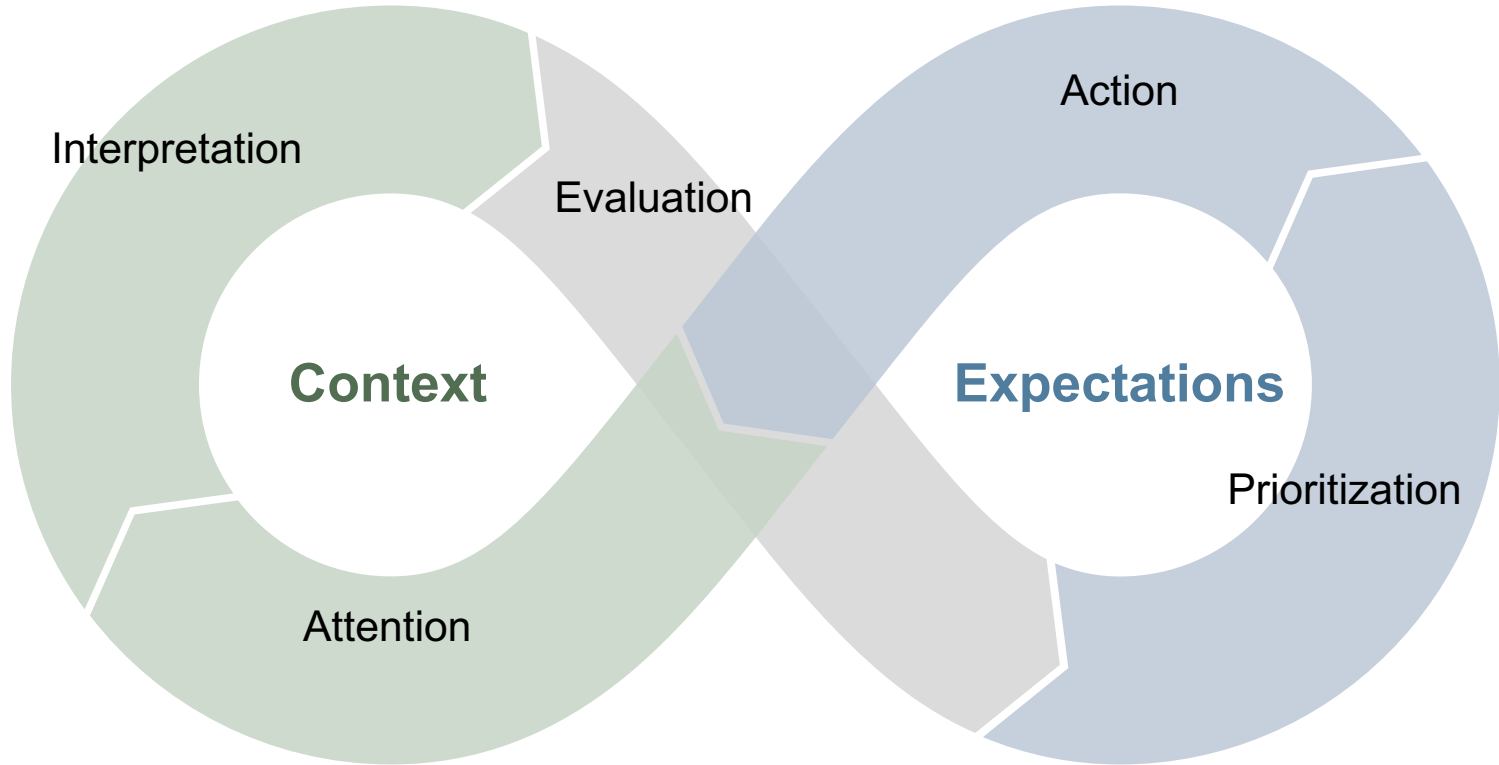 Action
Interpretation
Evaluation
Context
Expectations
Prioritization
Attention